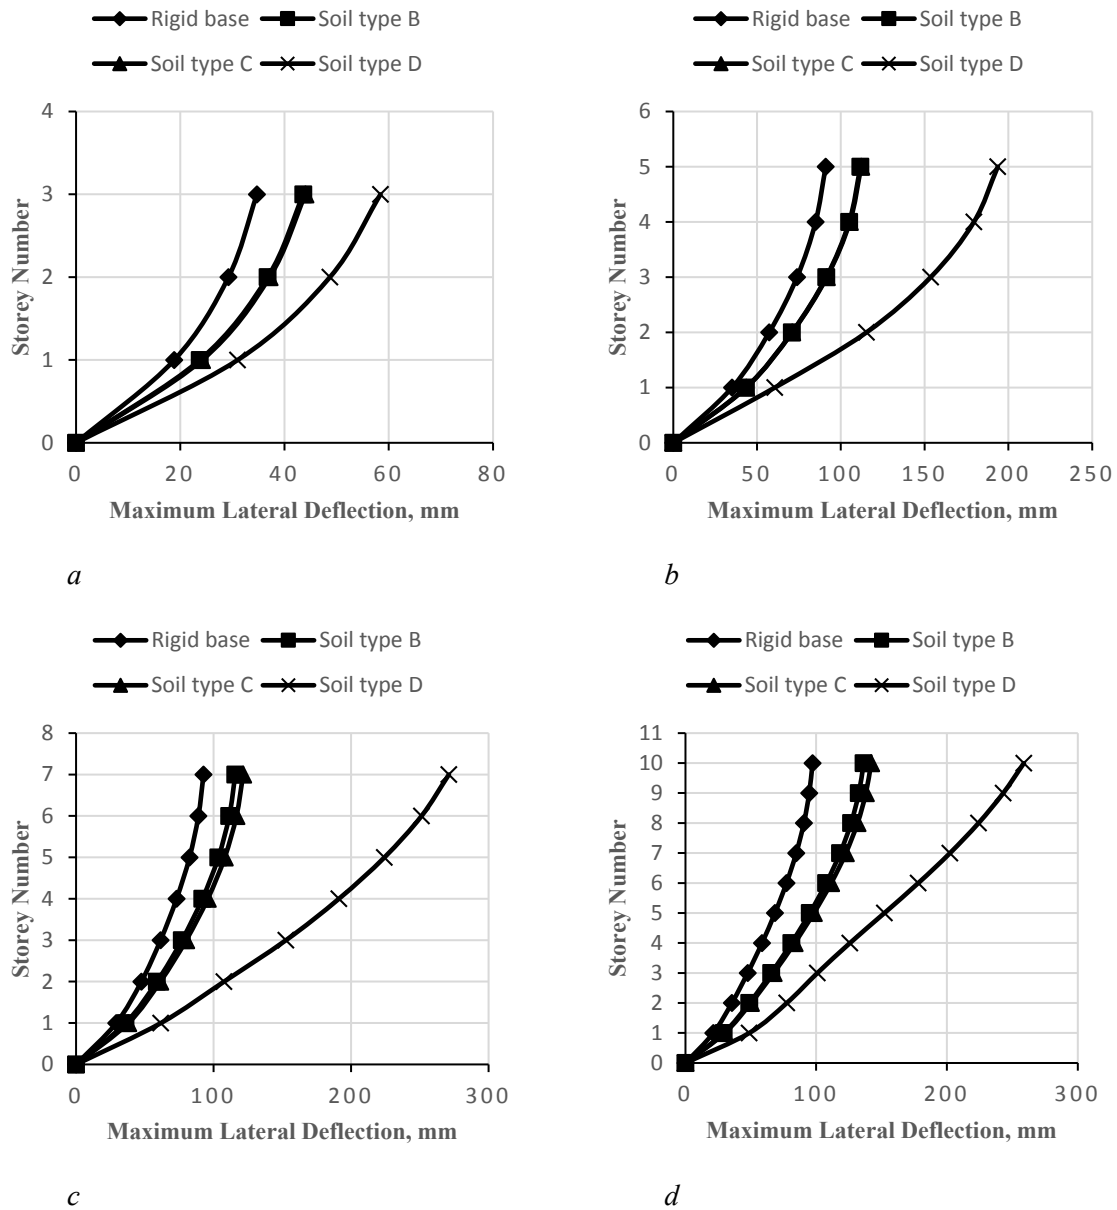 Rigid base Soil type B
Soil type C Soil type D
4
3
2
1
0
Storey Number
0 20 40 60 80
Maximum Lateral Deflection, mm
a
Rigid base Soil type B
Soil type C Soil type D
6
5
4
3
2
1
0
Storey Number
0 50 100 150 200 250
Maximum Lateral Deflection, mm
b
Rigid base Soil type B
Soil type C Soil type D
8
7
6
5
4
3
2
1
0
Storey Number
0 100 200 300
Maximum Lateral Deflection, mm
c
Rigid base Soil type B
Soil type C Soil type D
11
10
9
8
7
6
5
4
3
2
1
0
Storey Number
0 100 200 300
Maximum Lateral Deflection, mm
d